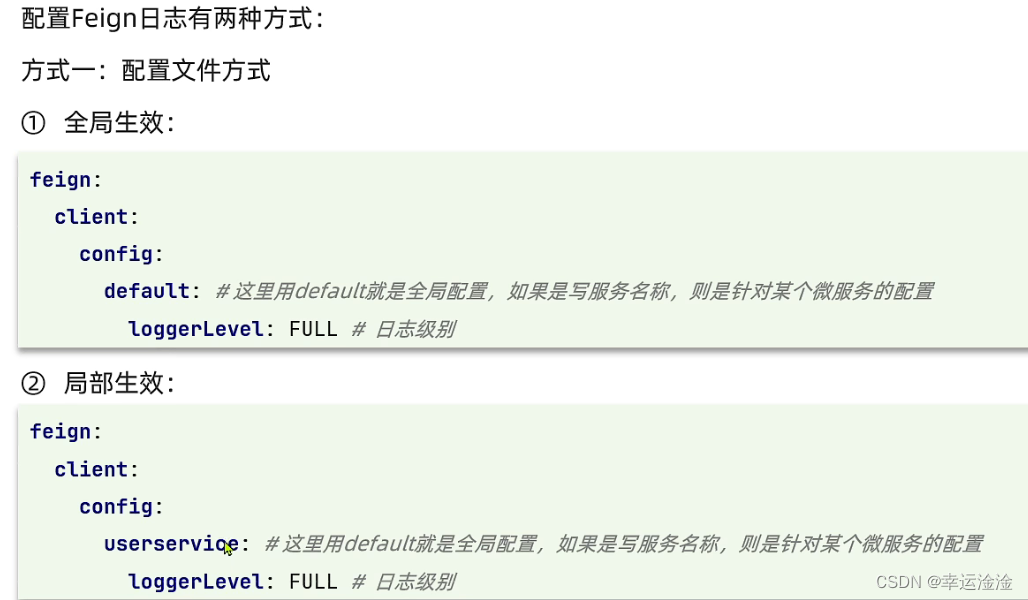 配置Feign日志有两种方式：
方式一：配置文件方式
① 全局生效：
feign:
  client:
    config:
      default: #这里用default就是全局配置，如果是写服务名称，则是针对某个微服务的配置
        loggerLevel: FULL # 日志级别
② 局部生效：
feign:
  client:
    config:
      userservice: #这里用default就是全局配置，如果是写服务名称，则是针对某个微服务的配置
        loggerLevel: FULL # 日志级别
CSDN @幸运淦淦